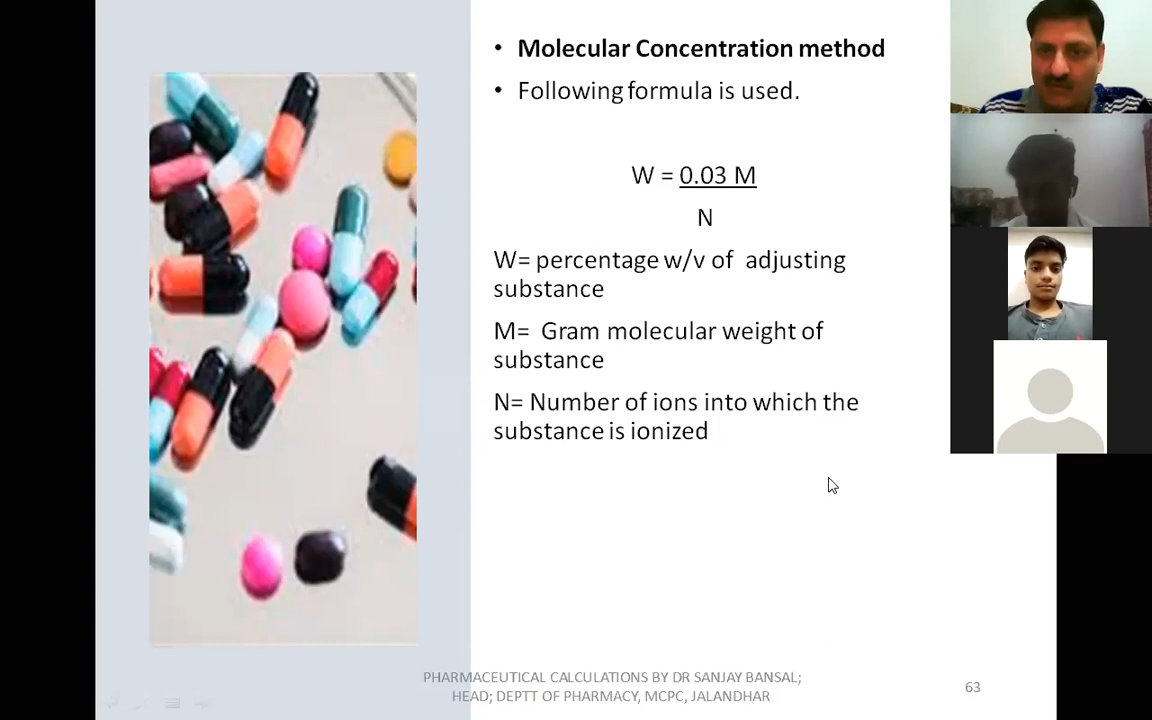 • Molecular Concentration method
• Following formula is used.
W = 0.03 M
N
W= percentage w/v of adjusting
substance
M= Gram molecular weight of
substance
N= Number of ions into which the
substance is ionized
PHARMACEUTICAL CALCULATIONS BY DR SANJAY BANSAL;
HEAD; DEPTT OF PHARMACY, MCPC, JALANDHAR
63